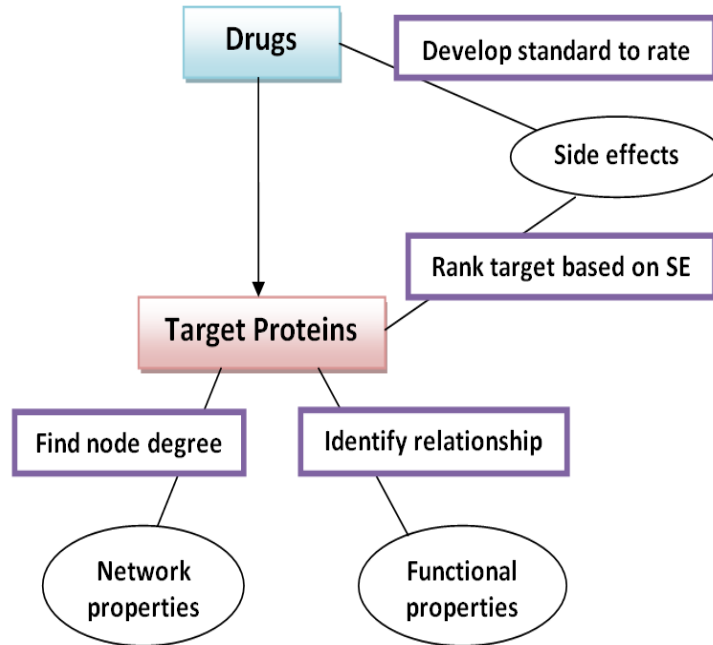 Drugs
Develop standard to rate
Side effects
Rank target based on SE
Target Proteins
Find node degree
Identify relationship
Network
properties
Functional
properties